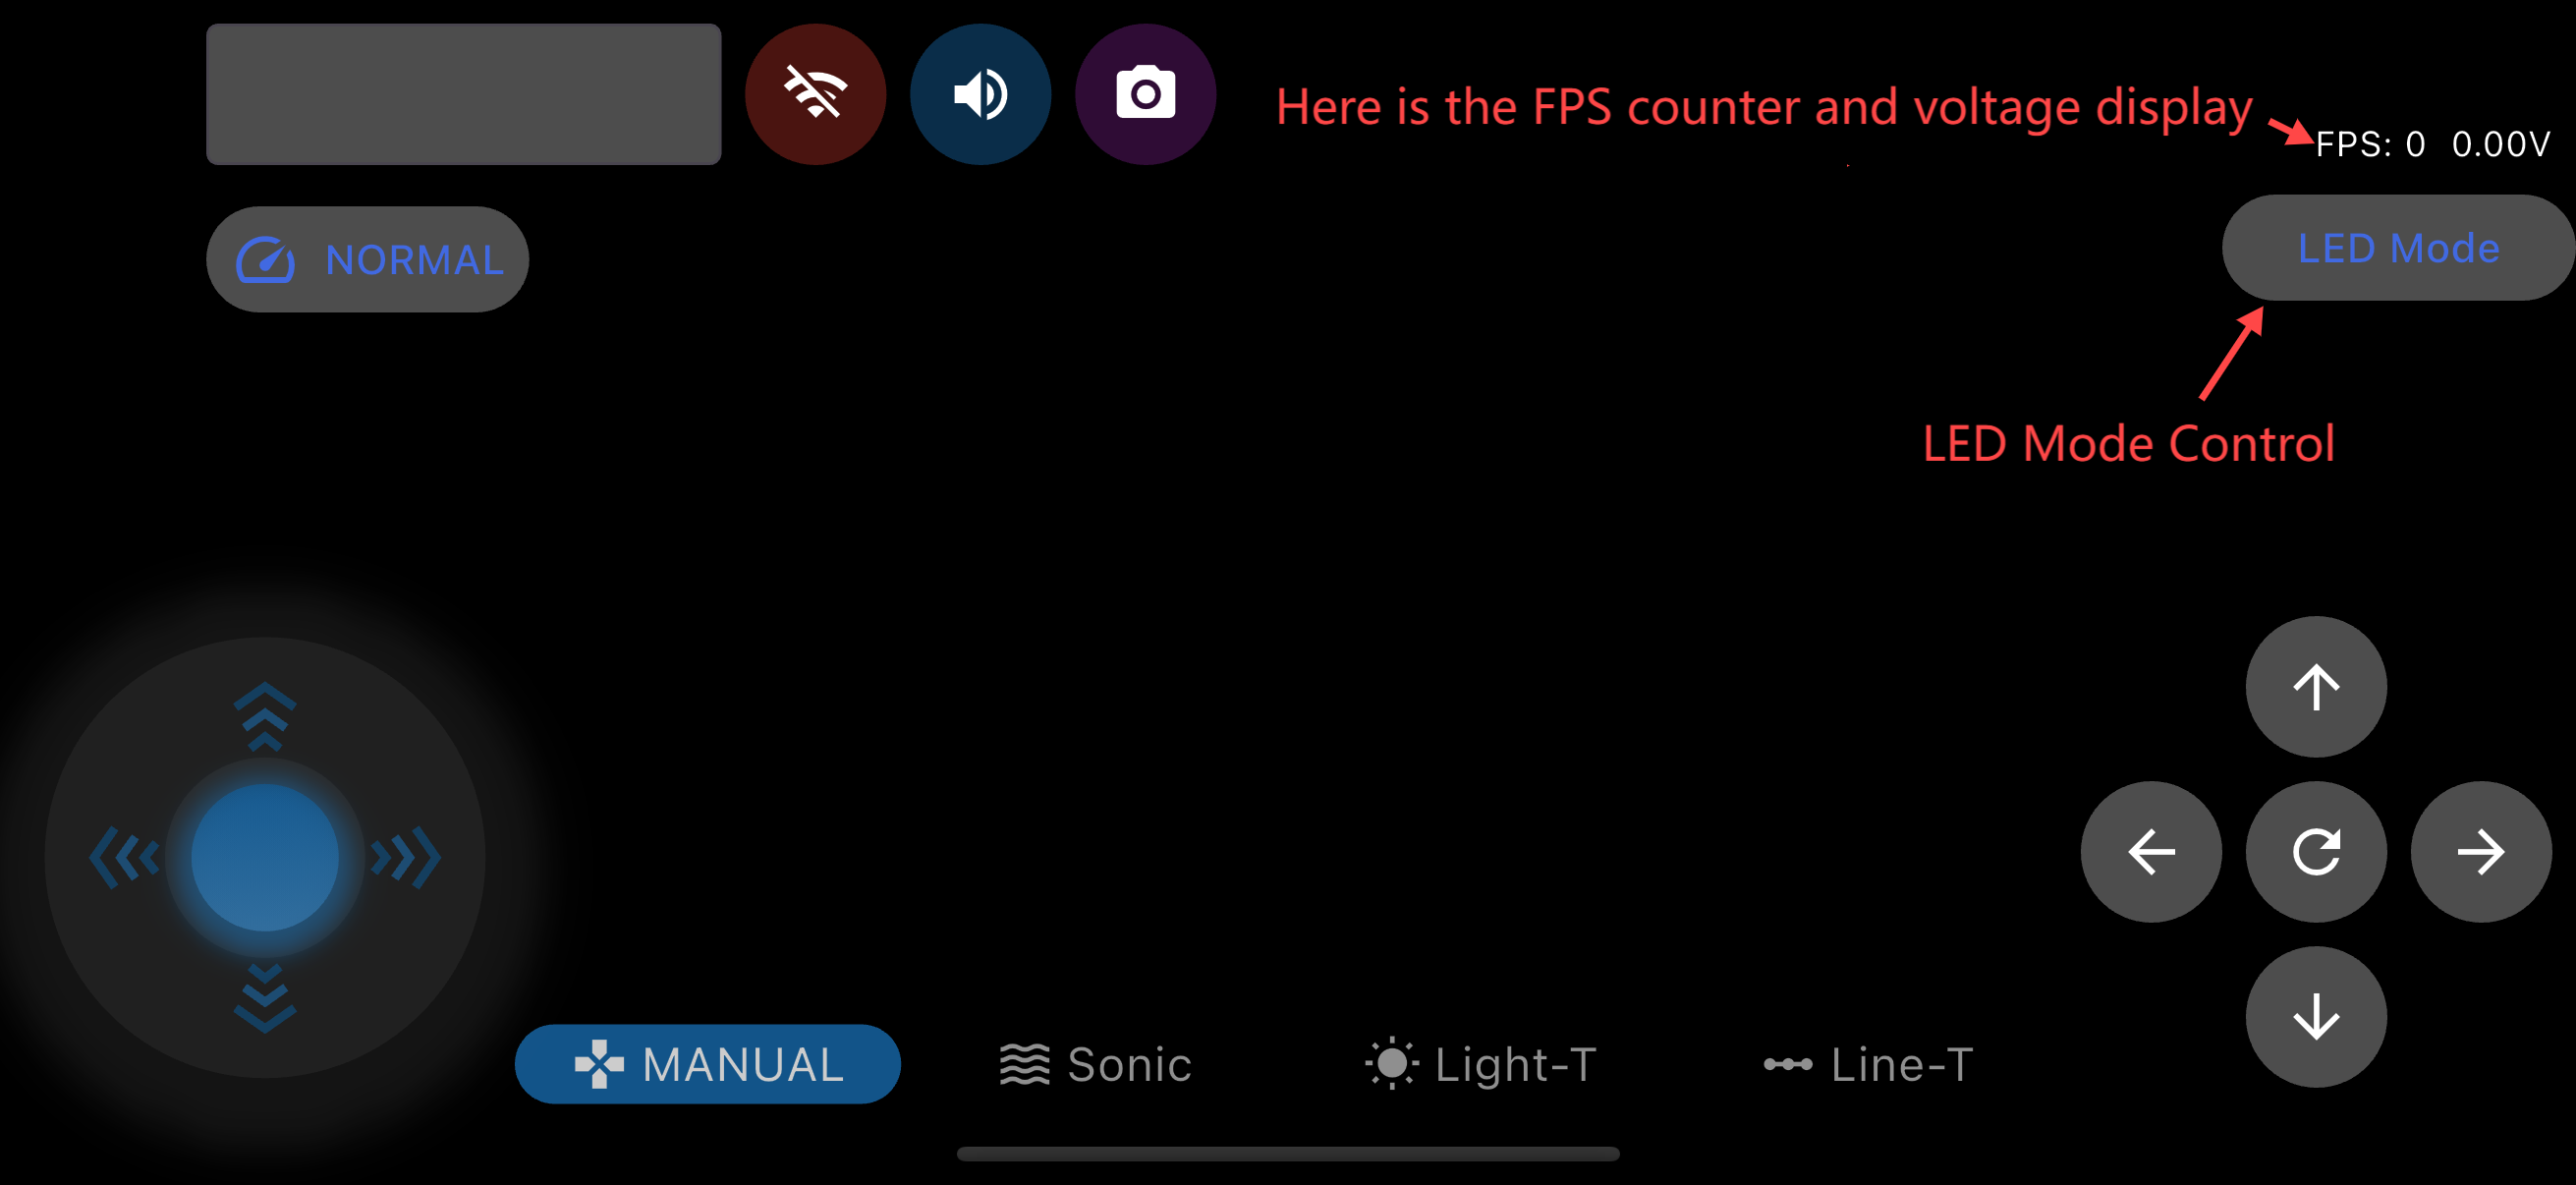 Here is the FPS counter and voltage display
FPS: 0 0.00V
NORMAL
LED Mode
LED Mode Control
MANUAL
Sonic
Light-T
Line-T